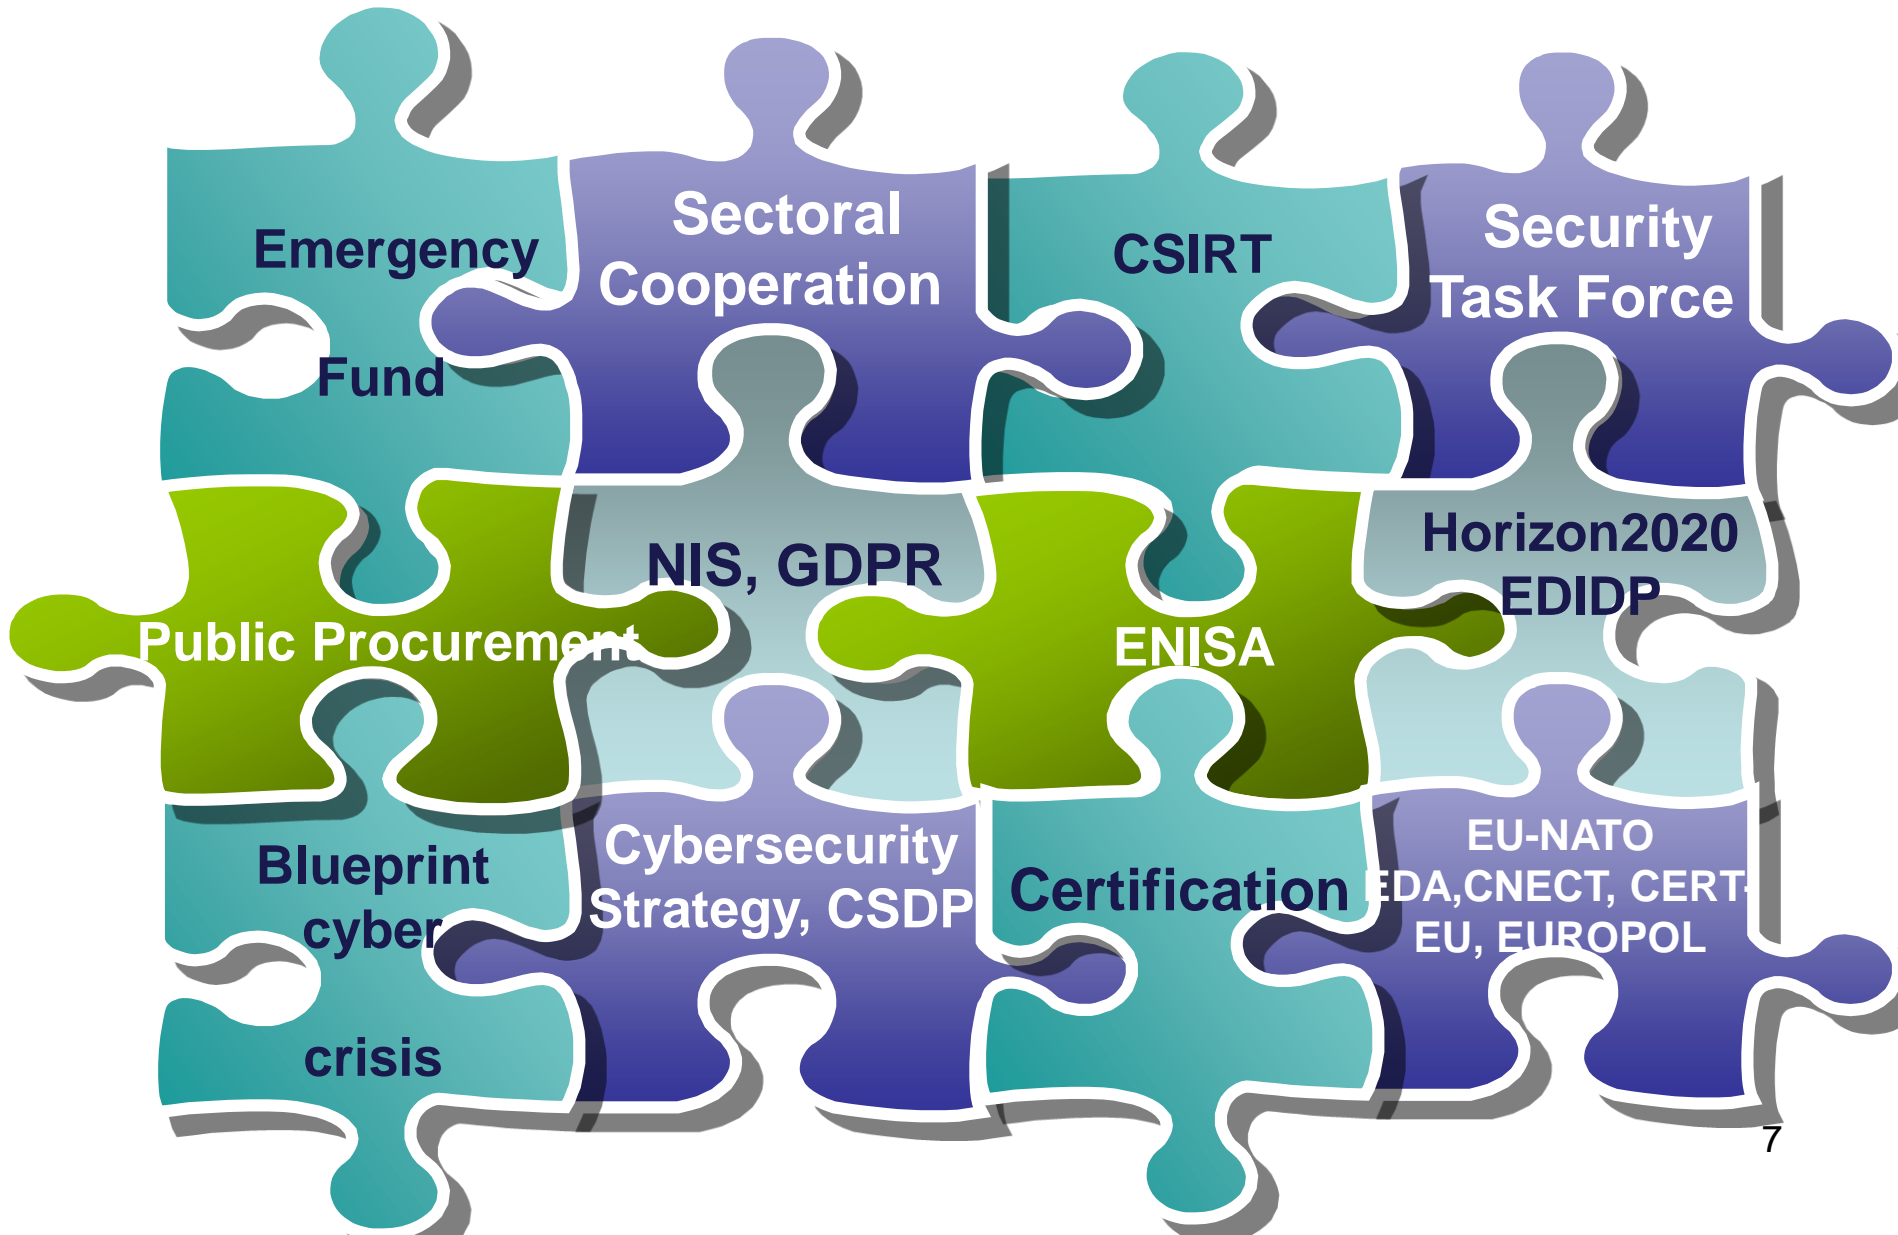 Emergency
Fund
Sectoral
Cooperation
CSIRT
Security
Task Force
Public Procurement
NIS, GDPR
ENISA
Horizon2020
EDIDP
Blueprint
cyber
crisis
Cybersecurity
Strategy, CSDP
Certification
EU-NATO
EDA,CNECT, CERT-
EU, EUROPOL
7